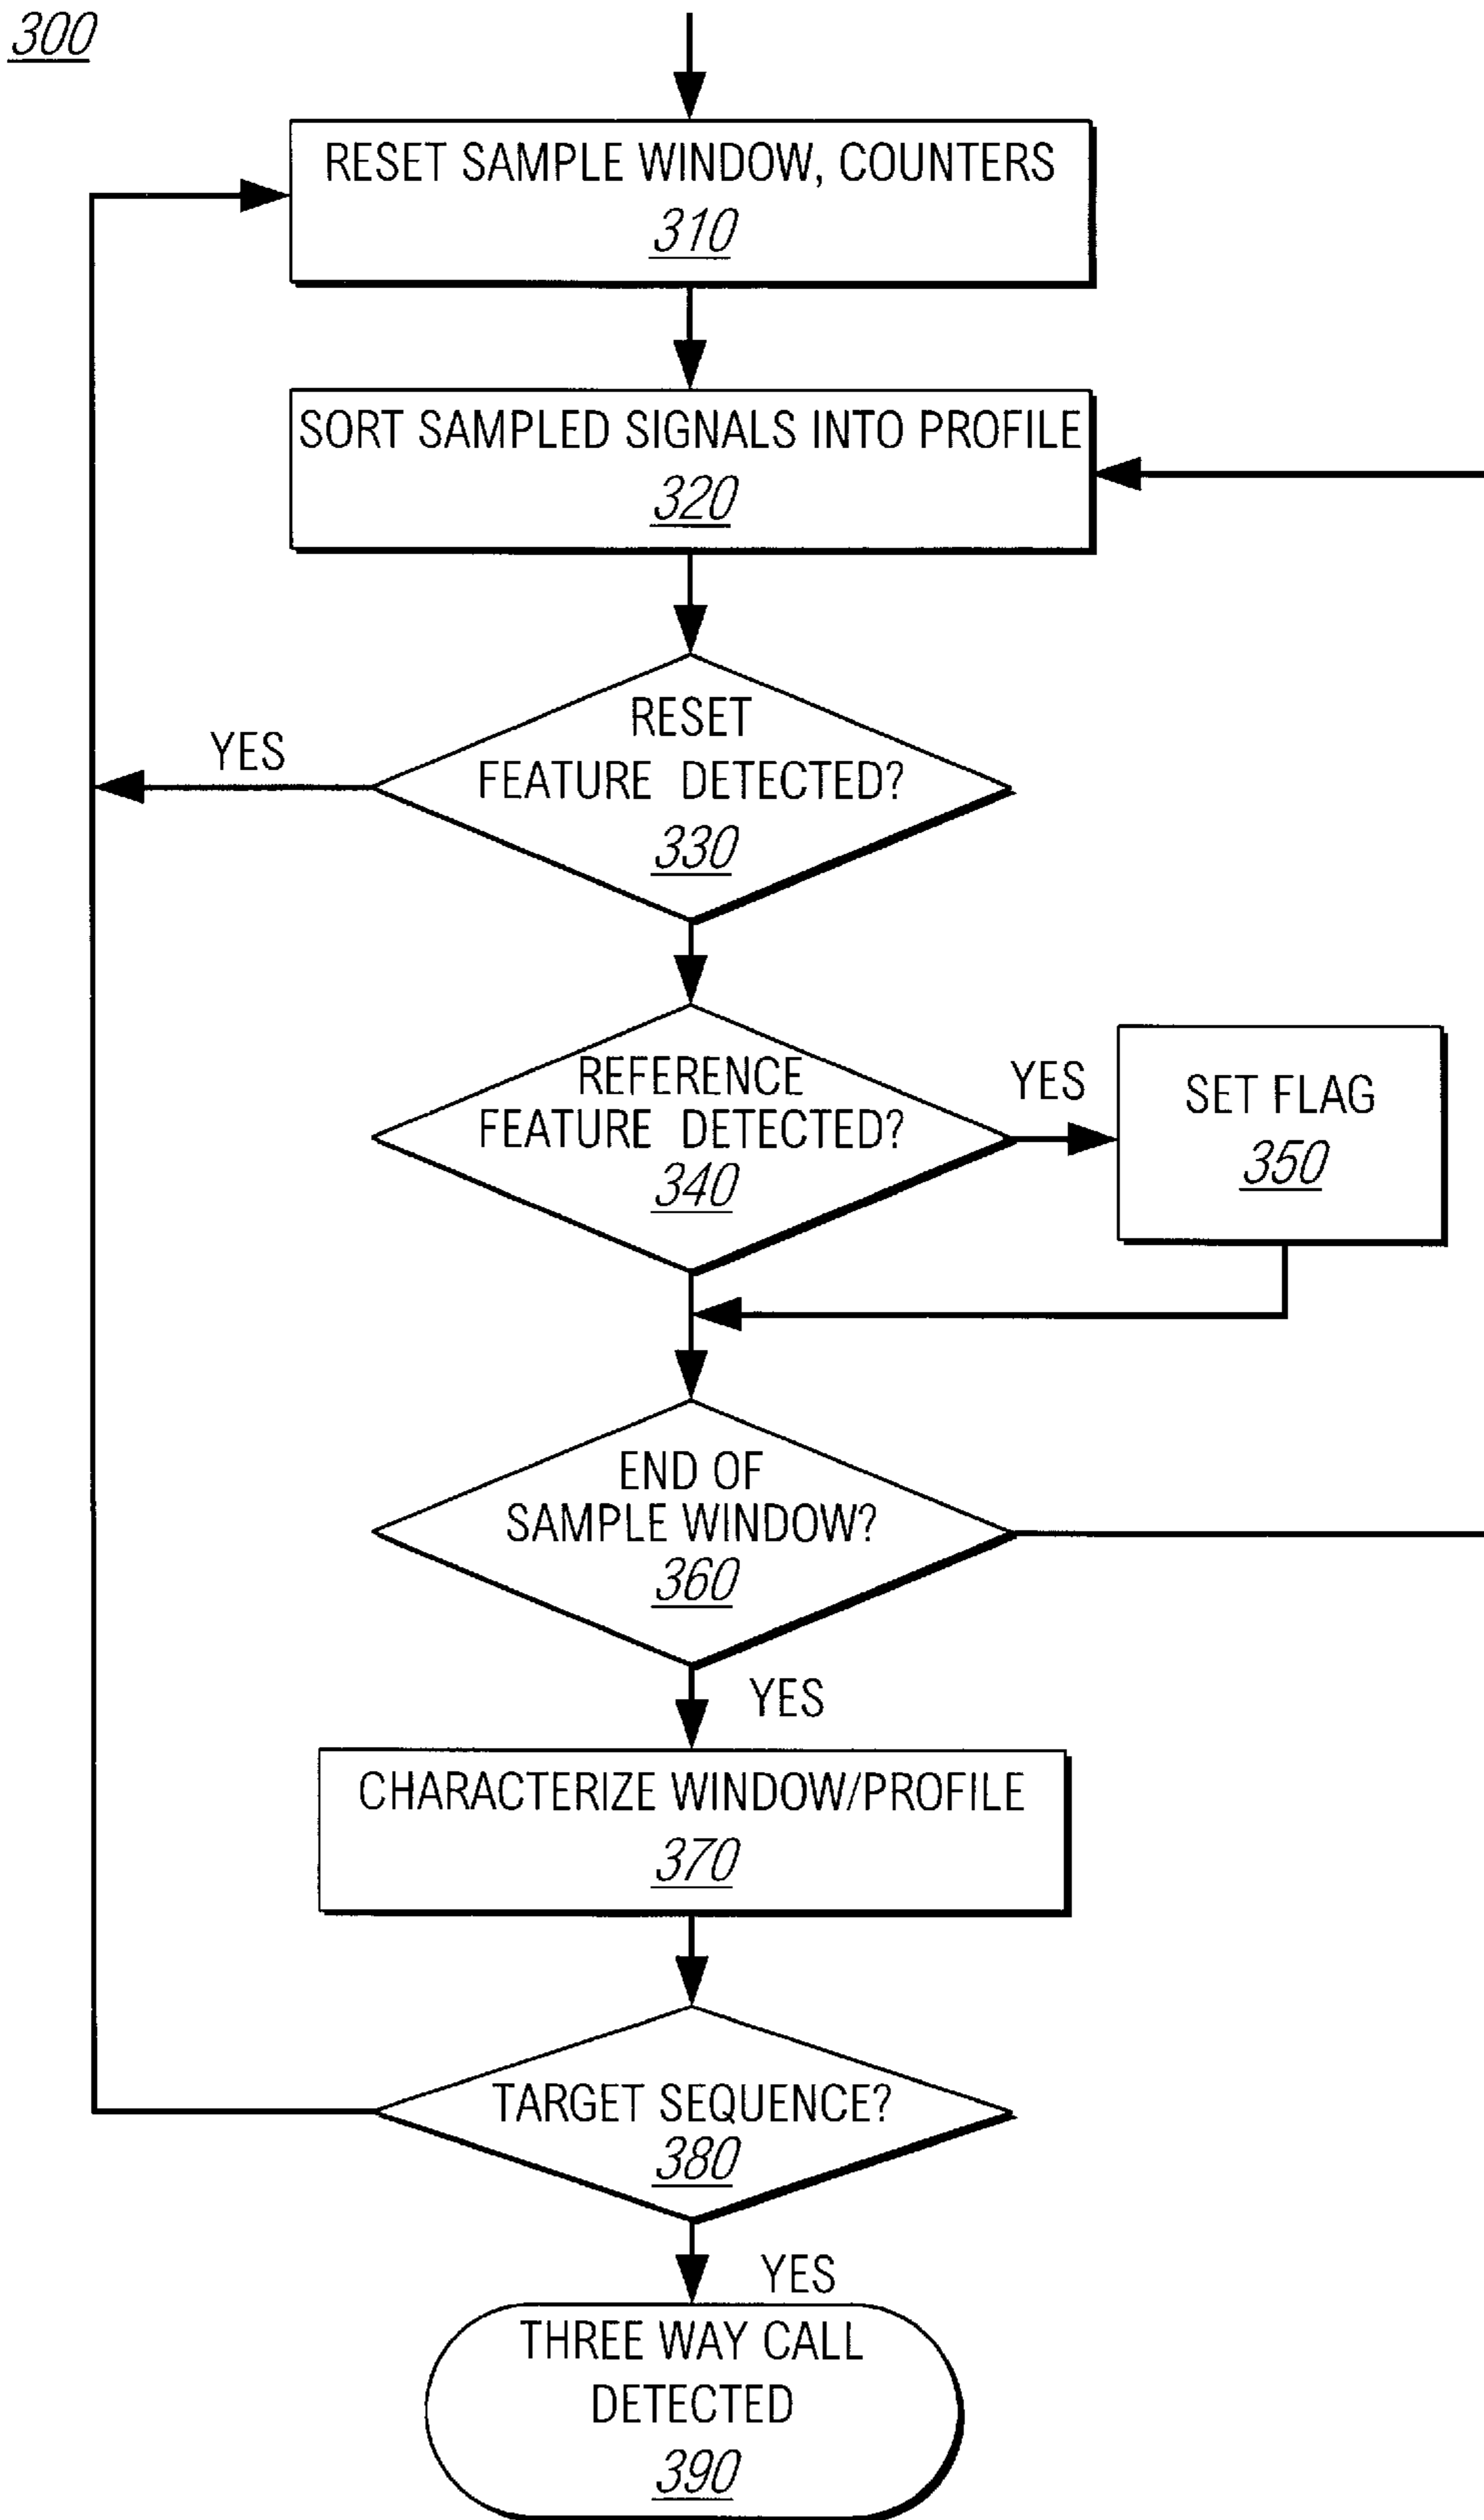 300
RESET SAMPLE WINDOW, COUNTERS
310
SORT SAMPLED SIGNALS INTO PROFILE
320
RESET
FEATURE DETECTED?
330
YES
REFERENCE
FEATURE DETECTED?
340
YES
SET FLAG
350
END OF
SAMPLE WINDOW?
360
YES
CHARACTERIZE WINDOW/PROFILE
370
TARGET SEQUENCE?
380
YES
THREE WAY CALL
DETECTED
390